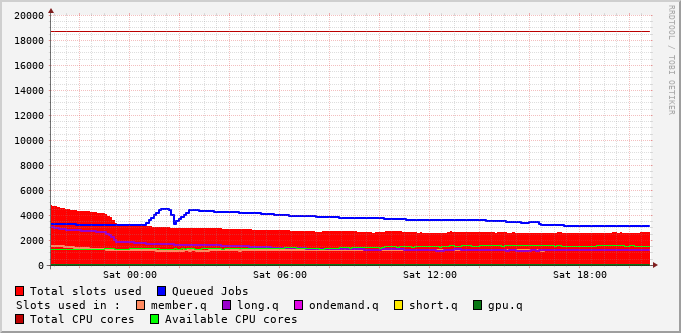 RRDTOOL / TOBI OETIKER
20000
18000
16000
14000
12000
10000
8000
6000
4000
2000
0
Sat 00:00 Sat 06:00 Sat 12:00 Sat 18:00
Total slots used Queued Jobs
Slots used in : member.q long.q ondemand.q short.q gpu.q
Total CPU cores Available CPU cores